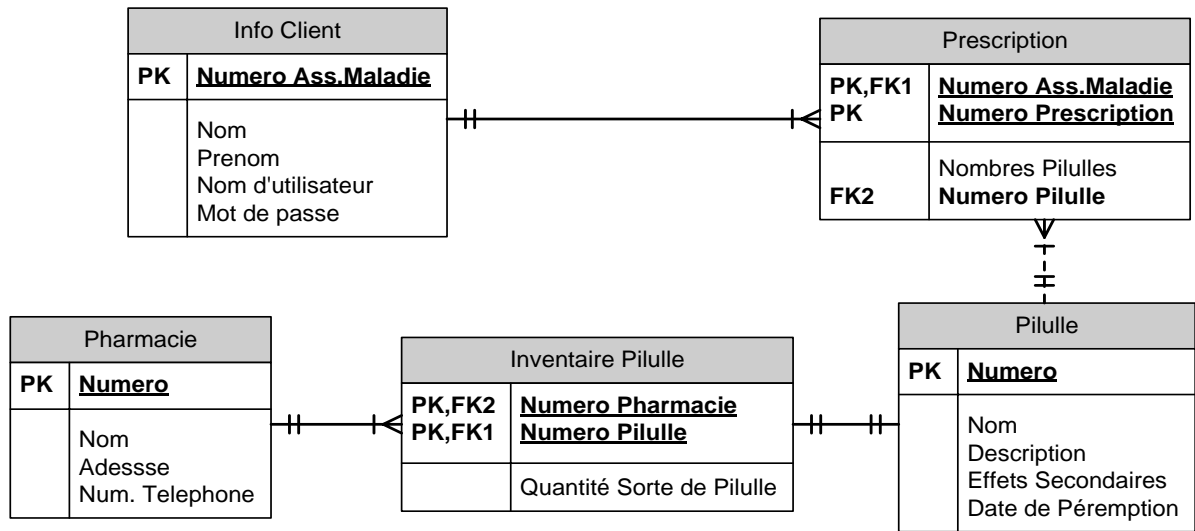 Info Client
PK Numero Ass.Maladie
Nom
Prenom
Nom d'utilisateur
Mot de passe
Prescription
PK,FK1 Numero Ass.Maladie
PK Numero Prescription
Nombres Pilulles
FK2 Numero Pilulle
Pharmacie
PK Numero
Nom
Adessse
Num. Telephone
Inventaire Pilulle
PK,FK2 Numero Pharmacie
PK,FK1 Numero Pilulle
Quantité Sorte de Pilulle
Pilulle
PK Numero
Nom
Description
Effets Secondaires
Date de Péremption